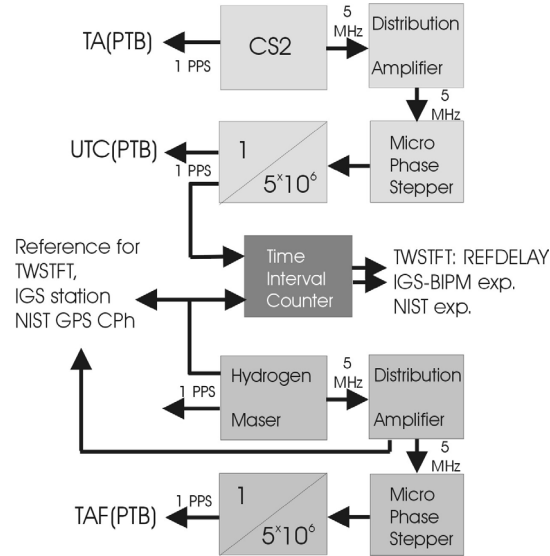 TA(PTB)
1 PPS
CS2
5
MHz
Distribution
Amplifier
5
MHz
UTC(PTB)
1 PPS
1
5x10⁶
Micro
Phase
Stepper
Reference for
TWSTFT,
IGS station
NIST GPS CPh
Time
Interval
Counter
TWSTFT: REFDELAY
IGS-BIPM exp.
NIST exp.
1 PPS
Hydrogen
Maser
5
MHz
Distribution
Amplifier
5
MHz
TAF(PTB)
1 PPS
1
5x10⁶
Micro
Phase
Stepper